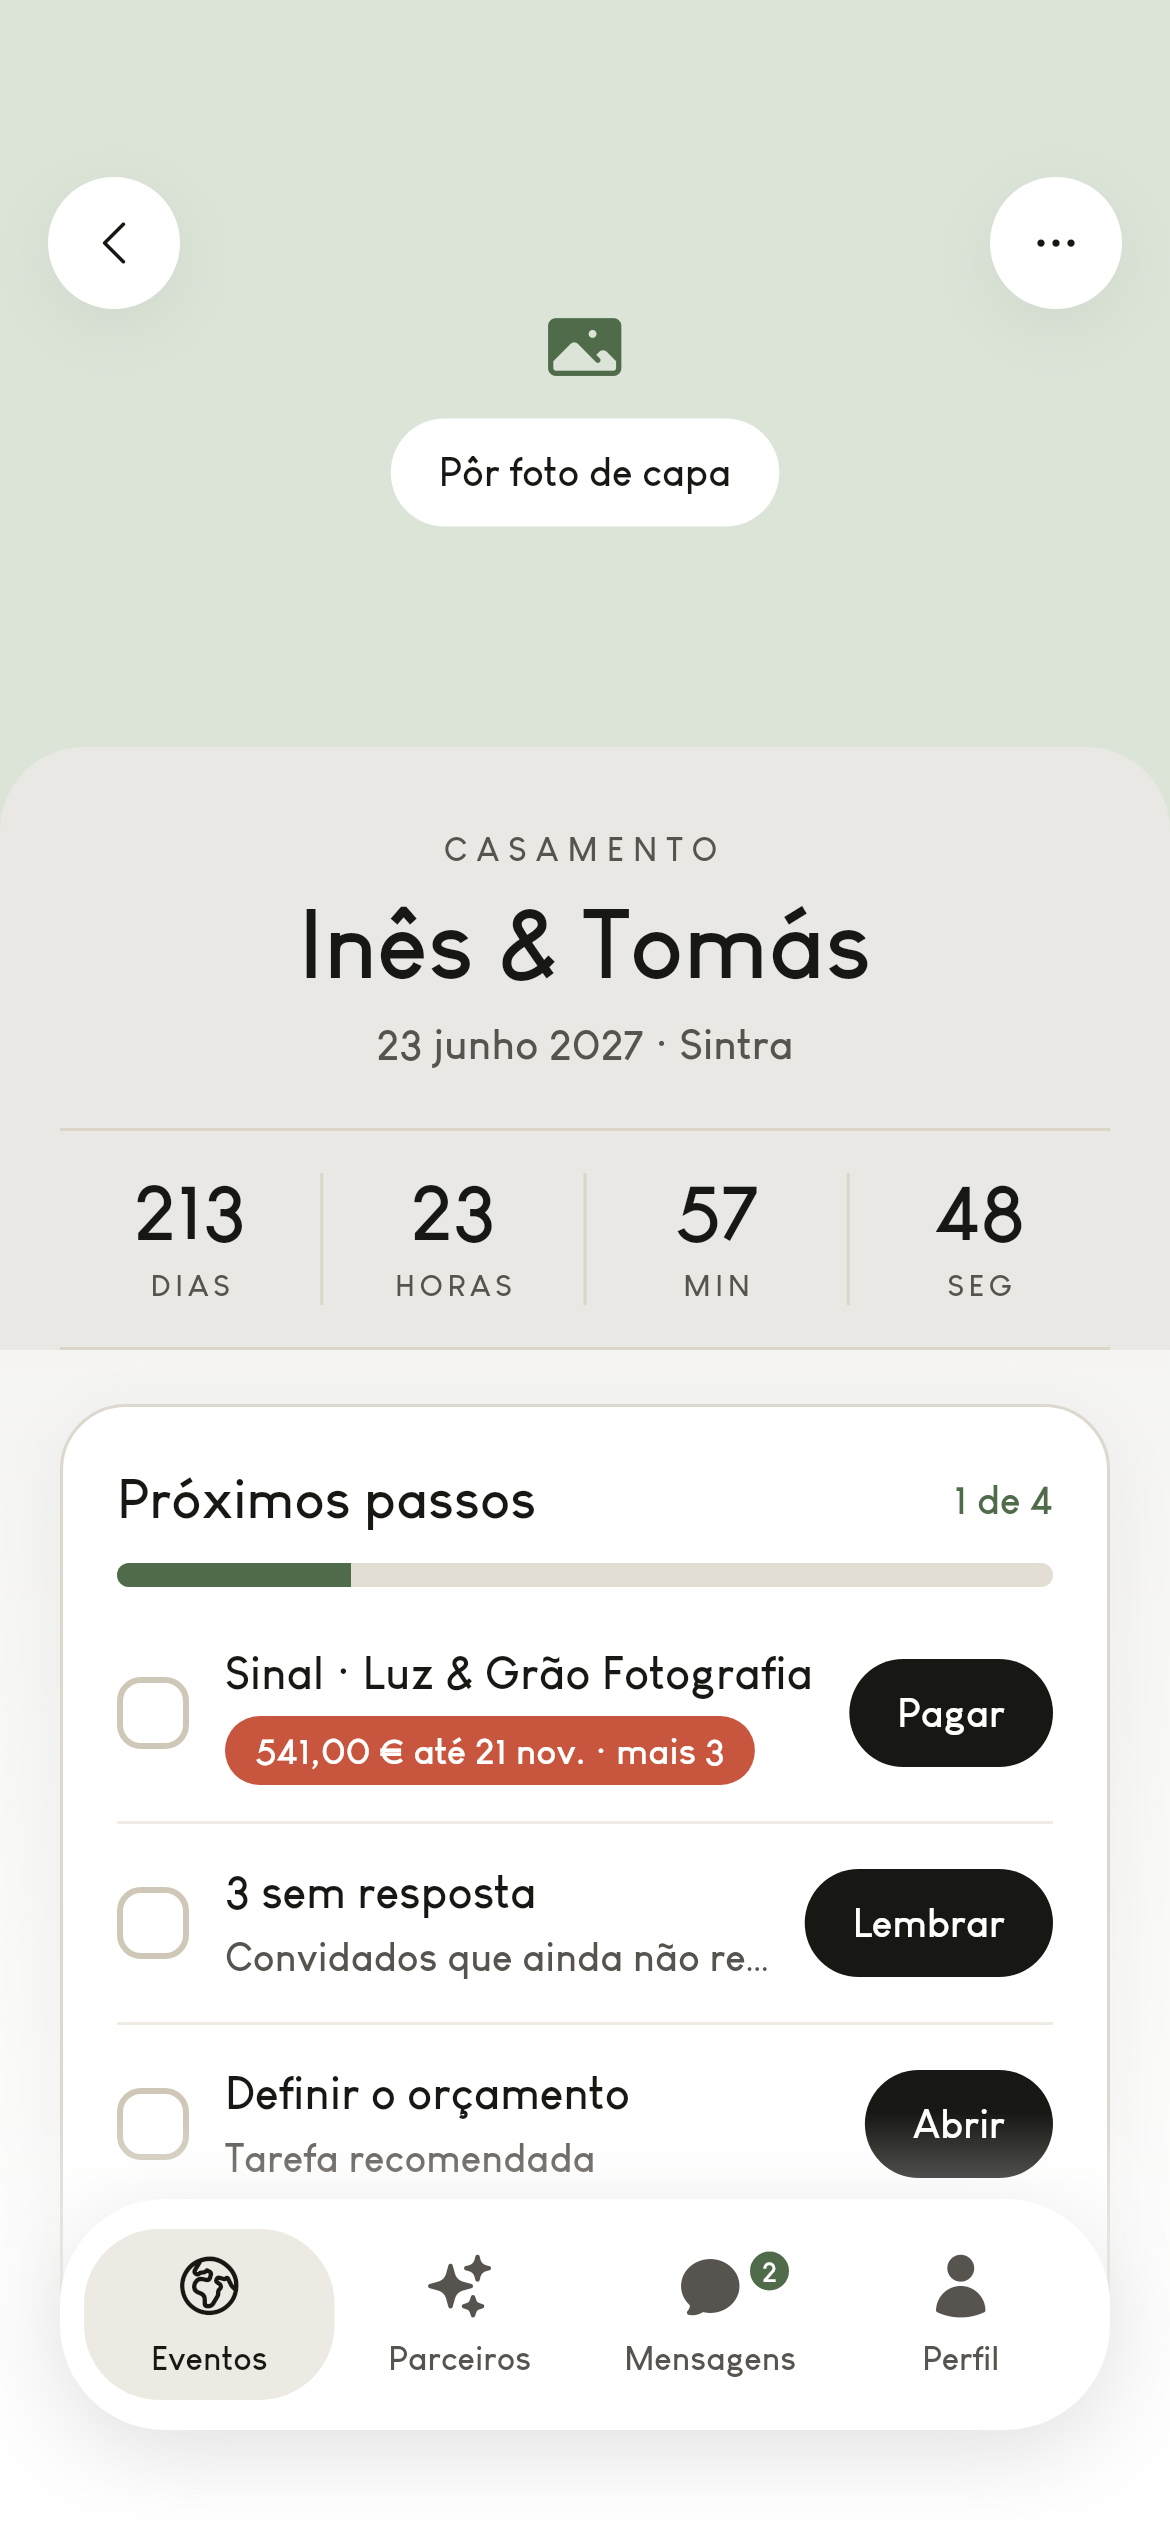 Pôr foto de capa
CASAMENTO
Inês & Tomás
23 junho 2027 · Sintra
213 23 57 48
DIAS HORAS MIN SEG
Próximos passos 1 de 4
Sinal · Luz & Grão Fotografia
541,00 € até 21 nov. · mais 3
Pagar
3 sem resposta
Convidados que ainda não re...
Lembrar
Definir o orçamento
Tarefa recomendada
Abrir
2
Eventos Parceiros Mensagens Perfil